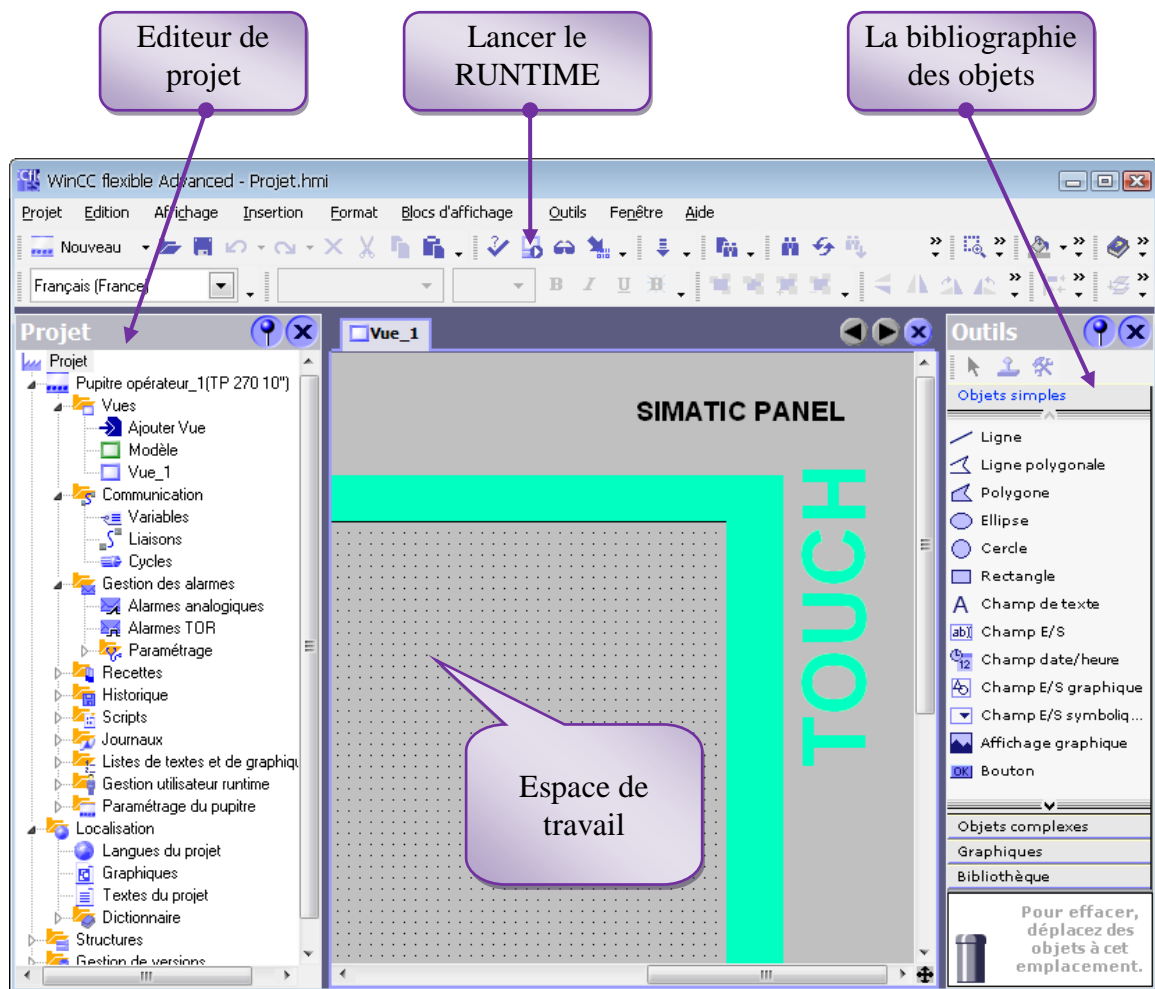 Editeur de
projet
Lancer le
RUNTIME
La bibliographie
des objets
WinCC flexible Advanced - Projet.hmi
Projet Edition Affichage Insertion Format Blocs d'affichage Outils Fenêtre Aide
Nouveau
Français (France)
B I U
Projet
Projet
Pupitre opérateur_1(TP 270 10")
Vues
Ajouter Vue
Modèle
Vue_1
Communication
Variables
Liaisons
Cycles
Gestion des alarmes
Alarmes analogiques
Alarmes TOR
Paramétrage
Recettes
Historique
Scripts
Journaux
Listes de textes et de graphiqu
Gestion utilisateur runtime
Paramétrage du pupitre
Localisation
Langues du projet
Graphiques
Textes du projet
Dictionnaire
Structures
Gestion de versions
Vue_1
SIMATIC PANEL
TOUCH
Espace de
travail
Outils
Objets simples
Ligne
Ligne polygonale
Polygone
Ellipse
Cercle
Rectangle
A Champ de texte
Champ E/S
Champ date/heure
Champ E/S graphique
Champ E/S symboliq...
Affichage graphique
OK Bouton
Objets complexes
Graphiques
Bibliothèque
Pour effacer,
déplacez des
objets à cet
emplacement.